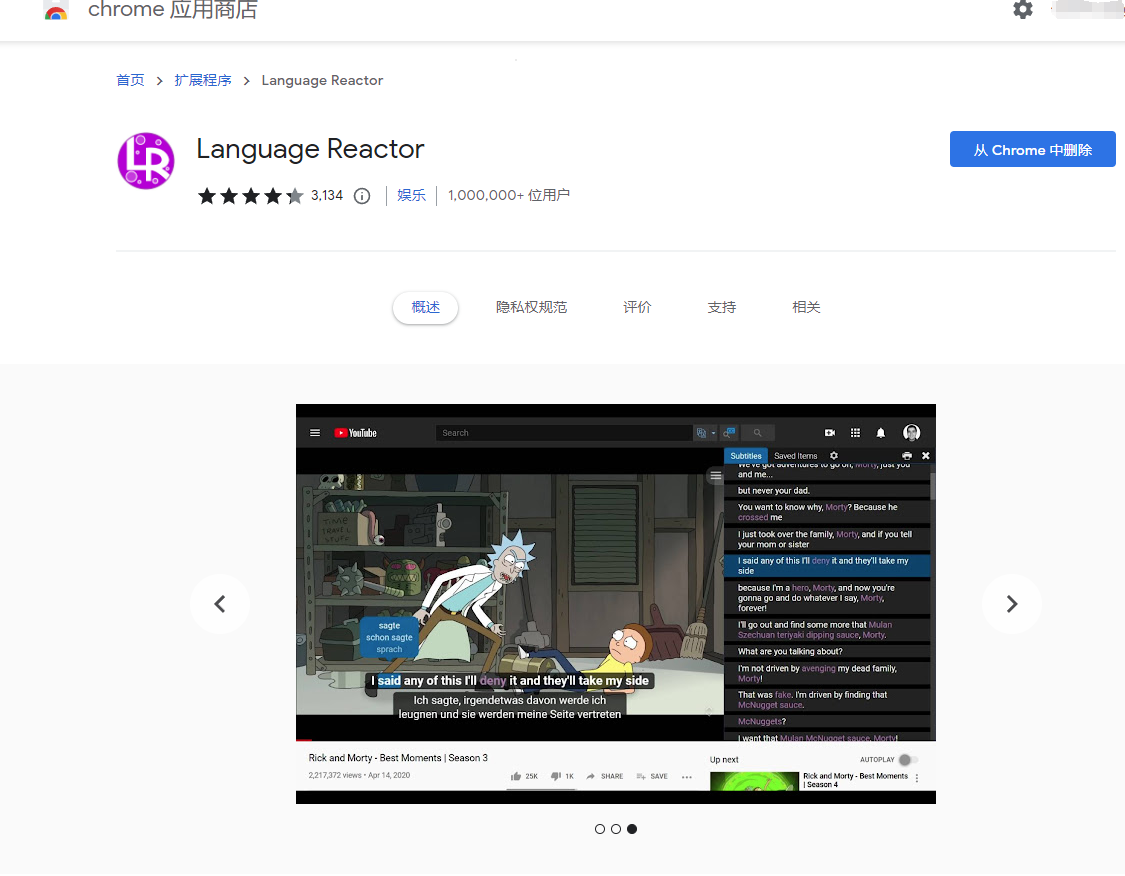 chrome 应用商店
首页 > 扩展程序 > Language Reactor
LR
Language Reactor
从 Chrome 中删除
3,134
娱乐
1,000,000+ 位用户
概述
隐私权规范
评价
支持
相关
YouTube
Search
Subtitles
Saved Items
We've got adventures to go on, Morty, just you
and me...
but never your dad.
You want to know why, Morty? Because he
crossed me
I just took over the family, Morty, and if you tell
your mom or sister
I said any of this I'll deny it and they'll take my
side
because I'm a hero, Morty, and now you're
gonna go and do whatever I say, Morty,
forever!
I'll go out and find some more that Mulan
Szechuan teriyaki dipping sauce, Morty.
What are you talking about?
I'm not driven by avenging my dead family,
Morty!
That was fake. I'm driven by finding that
McNugget sauce.
McNuggets?
I want that Mulan McNugget sauce, Morty!
TIME
TRAVEL
STUFF
sagte
schon sagte
sprach
I said any of this I'll deny it and they'll take my side
Ich sagte, irgendetwas davon werde ich
leugnen und sie werden meine Seite vertreten
Rick and Morty - Best Moments | Season 3
2,217,372 views • Apr 14, 2020
25K
1K
SHARE
SAVE
Up next
AUTOPLAY
Rick and Morty - Best Moments
| Season 4